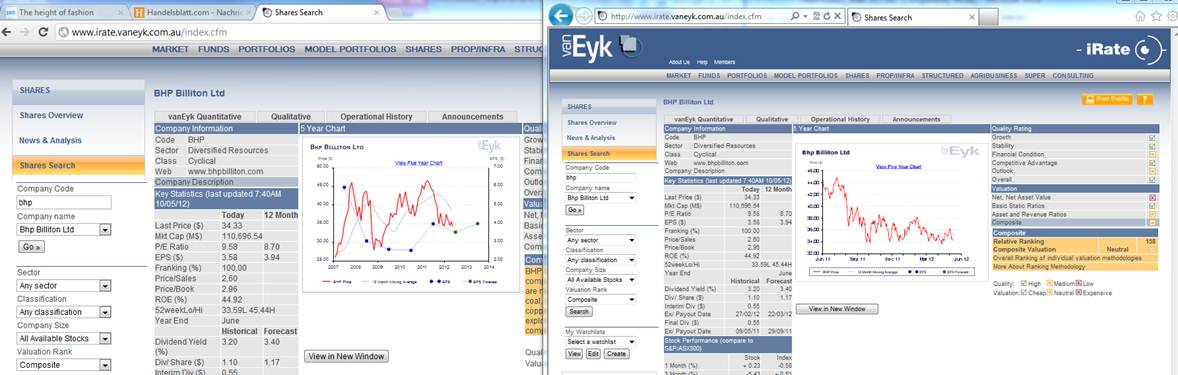 The height of fashion
Handelsblatt.com - Nachric
Shares Search
www.irate.vaneyk.com.au/index.cfm
MARKET FUNDS PORTFOLIOS MODEL PORTFOLIOS SHARES PROP/INFRA STRUC
SHARES
Shares Overview
News & Analysis
Shares Search
Company Code
bhp
Company name
Bhp Billiton Ltd
Go »
Sector
Any sector
Classification
Any classification
Company Size
All Available Stocks
Valuation Rank
Composite
BHP Billiton Ltd
vanEyk Quantitative Qualitative Operational History Announcements
Company Information
Code BHP
Sector Diversified Resources
Class Cyclical
Web www.bhpbilliton.com
Company Description
Key Statistics (last updated 7:40AM
10/05/12)
Today 12 Month
Last Price ($) 34.33
Mkt Cap (M$) 110,696.54
P/E Ratio 9.58 8.70
EPS ($) 3.58 3.94
Franking (%) 100.00
Price/Sales 2.60
Price/Book 2.96
ROE (%) 44.92
52weekLo/Hi 33.59L 45.44H
Year End June
Historical Forecast
Dividend Yield
(%) 3.20 3.40
Div/ Share ($) 1.10 1.17
Interim Div ($) 0.55
5 Year Chart
Eyk
BHP BILLITON LTD
Price ($)
View Five Year Chart
EPS ($)
50.00
45.00
40.00
35.00
30.00
25.00
7.00
6.00
5.00
4.00
3.00
2.00
2007 2008 2009 2010 2011 2012 2013 2014
BHP Price 12 Month Moving Average EPS EPS Forecast
View in New Window
http://www.irate.vaneyk.com.au/index.cfm
Shares Search
van Eyk
About Us Help Members
iRate
MARKET FUNDS PORTFOLIOS MODEL PORTFOLIOS SHARES PROP/INFRA STRUCTURED AGRIBUSINESS SUPER CONSULTING
SHARES
Shares Overview
News & Analysis
Shares Search
Company Code
bhp
Company name
Bhp Billiton Ltd
Go »
Sector
Any sector
Classification
Any classification
Company Size
All Available Stocks
Valuation Rank
Composite
Search
My Watchlists
Select a watchlist
View Edit Create
BHP Billiton Ltd
Print Profile ?
vanEyk Quantitative Qualitative Operational History Announcements
Company Information
Code BHP
Sector Diversified Resources
Class Cyclical
Web www.bhpbilliton.com
Company Description
Key Statistics (last updated 7:40AM
10/05/12)
Today 12 Month
Last Price ($) 34.33
Mkt Cap (M$) 110,696.54
P/E Ratio 9.58 8.70
EPS ($) 3.58 3.94
Franking (%) 100.00
Price/Sales 2.60
Price/Book 2.96
ROE (%) 44.92
52weekLo/Hi 33.59L 45.44H
Year End June
Historical Forecast
Dividend Yield (%) 3.20 3.40
Div/ Share ($) 1.10 1.17
Interim Div ($) 0.55
Ex/ Payout Date 27/02/12 22/03/12
Final Div ($) 0.55
Ex/ Payout Date 09/05/11 29/09/11
Stock Performance (compare to
S&P/ASX300)
Stock Index
1 Month (%) + 0.23 -0.58
5 Year Chart
Eyk
Bhp Billiton Ltd
Price ($)
View Five Year Chart
Jun 11 Sep 11 Dec 11 Mar 12 Jun 12
BHP Price 12 Month Moving Average EPS EPS Forecast
View in New Window
Quality Rating
Growth
Stability
Financial Condition
Competitive Advantage
Outlook
Overall
Valuation
Net, Net Asset Value
Basic Static Ratios
Asset and Revenue Ratios
Composite
Composite
Relative Ranking 158
Composite Valuation Neutral
Overall Ranking of individual valuation methodologies
More About Ranking Methodology
Quality: High Medium Low
Valuation: Cheap Neutral Expensive